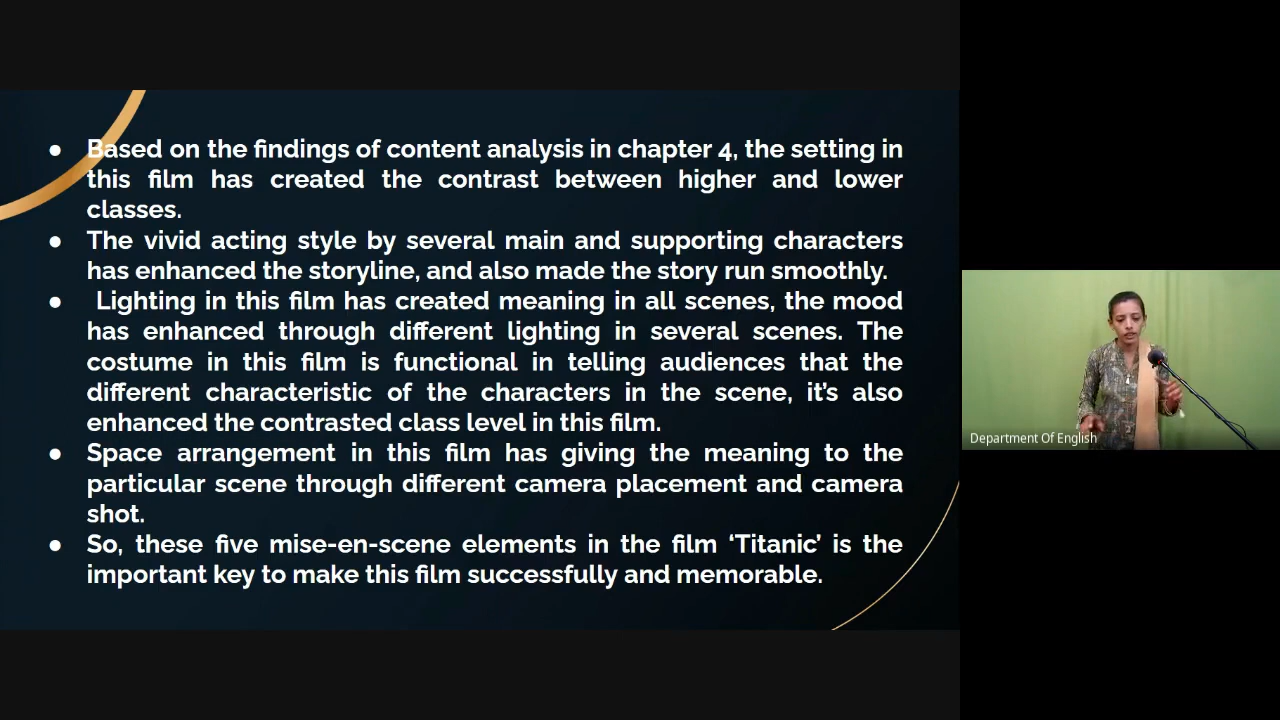 ● Based on the findings of content analysis in chapter 4, the setting in
this film has created the contrast between higher and lower
classes.
● The vivid acting style by several main and supporting characters
has enhanced the storyline, and also made the story run smoothly.
● Lighting in this film has created meaning in all scenes, the mood
has enhanced through different lighting in several scenes. The
costume in this film is functional in telling audiences that the
different characteristic of the characters in the scene, it's also
enhanced the contrasted class level in this film.
● Space arrangement in this film has giving the meaning to the
particular scene through different camera placement and camera
shot.
● So, these five mise-en-scene elements in the film ‘Titanic’ is the
important key to make this film successfully and memorable.
Department Of English